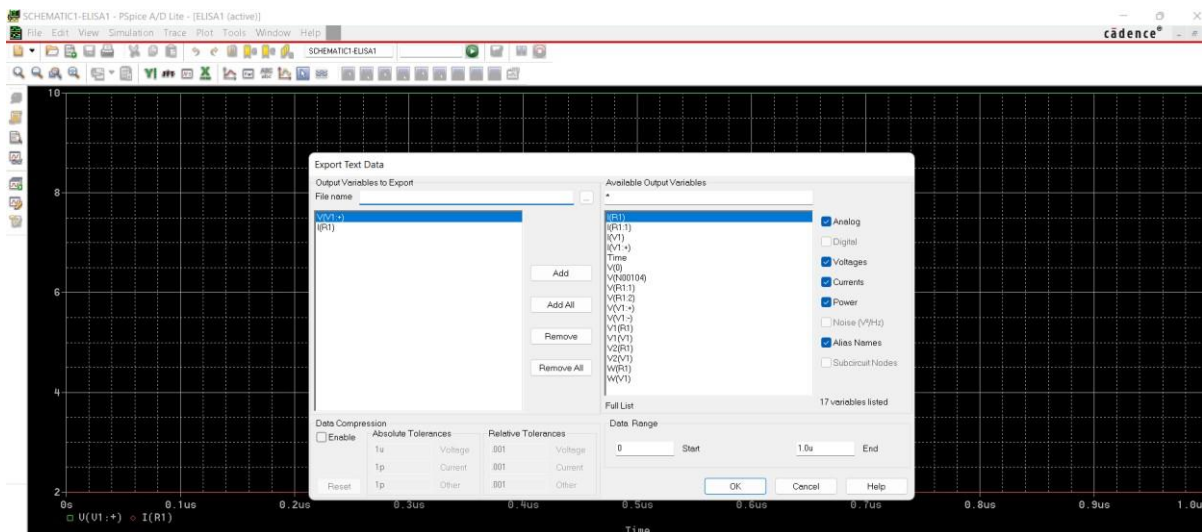 SCHEMATIC1-ELISA1 - PSpice A/D Lite - [ELISA1 (active)]
File Edit View Simulation Trace Plot Tools Window Help
cādence®
SCHEMATIC1-ELISA1
10
8
6
4
2
Export Text Data
Output Variables to Export
File name
...
V(V1:+)
I(R1)
Add
Add All
Remove
Remove All
Available Output Variables
*
I(R1)
I(R1:1)
I(V1)
I(V1:+)
Time
V(0)
V(N00104)
V(R1:1)
V(R1:2)
V(V1:+)
V(V1:-)
V1(R1)
V1(V1)
V2(R1)
V2(V1)
W(R1)
W(V1)
Full List
Analog
Digital
Voltages
Currents
Power
Noise (V²/Hz)
Alias Names
Subcircuit Nodes
17 variables listed
Data Compression
Enable
Absolute Tolerances
Relative Tolerances
1u Voltage .001 Voltage
1p Current .001 Current
Reset 1p Other .001 Other
Data Range
0 Start 1.0u End
OK Cancel Help
0s 0.1us 0.2us 0.3us 0.4us 0.5us 0.6us 0.7us 0.8us 0.9us 1.0u
V(V1:+) I(R1)
Time